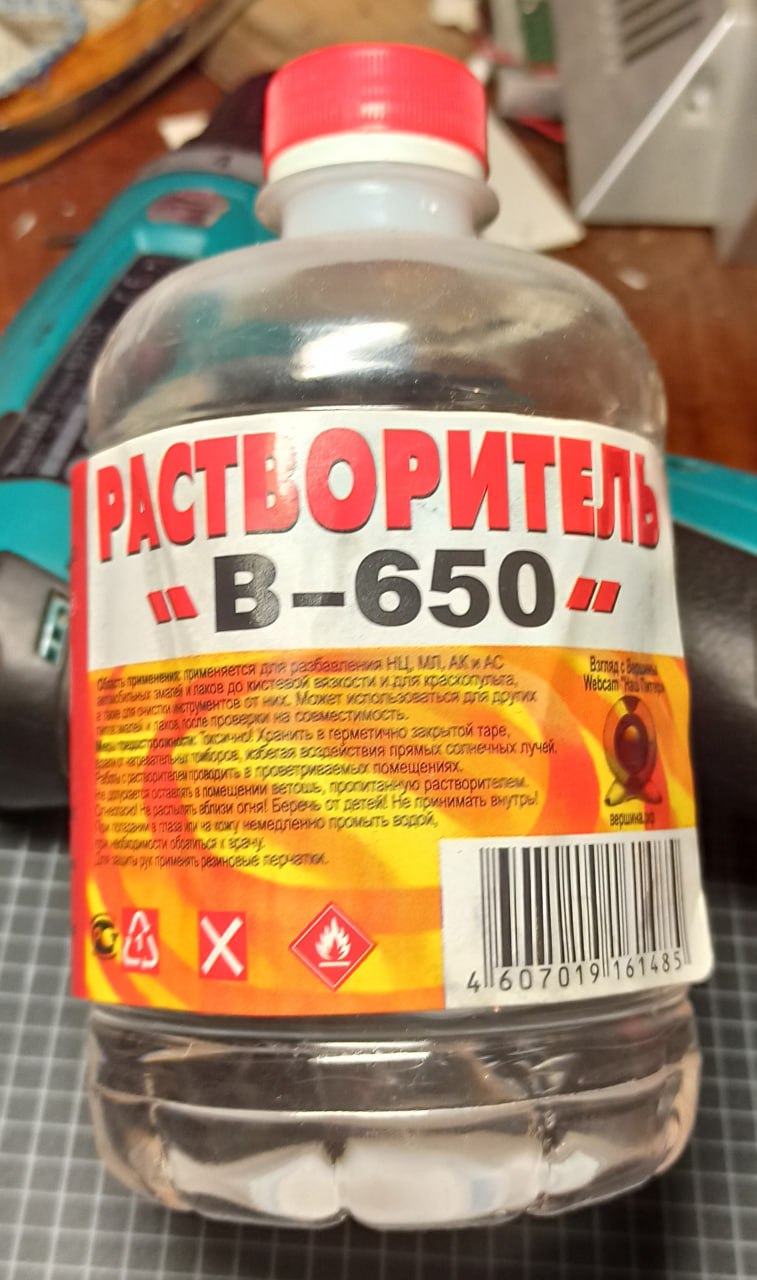 РАСТВОРИТЕЛЬ
"В-650"
Область применения: применяется для разбавления НЦ, МЛ, АК и АС
автомобильных эмалей и лаков до кистевой вязкости и для краскопульта,
а также для очистки инструментов от них. Может использоваться для других
типов эмалей и лаков, после проверки на совместимость.
Меры предосторожности: Токсично! Хранить в герметично закрытой таре,
вдали от нагревательных приборов, избегая воздействия прямых солнечных лучей.
Работы с растворителем проводить в проветриваемых помещениях.
Не допускается оставлять в помещении ветошь, пропитанную растворителем.
Огнеопасно! Не распылять вблизи огня! Беречь от детей! Не принимать внутрь!
При попадании в глаза или на кожу немедленно промыть водой,
при необходимости обратиться к врачу.
Для защиты рук применять резиновые перчатки.
Взгляд с Вершины
Webcam "Наш Питер"
вершина.рф
1
4 607019 161485